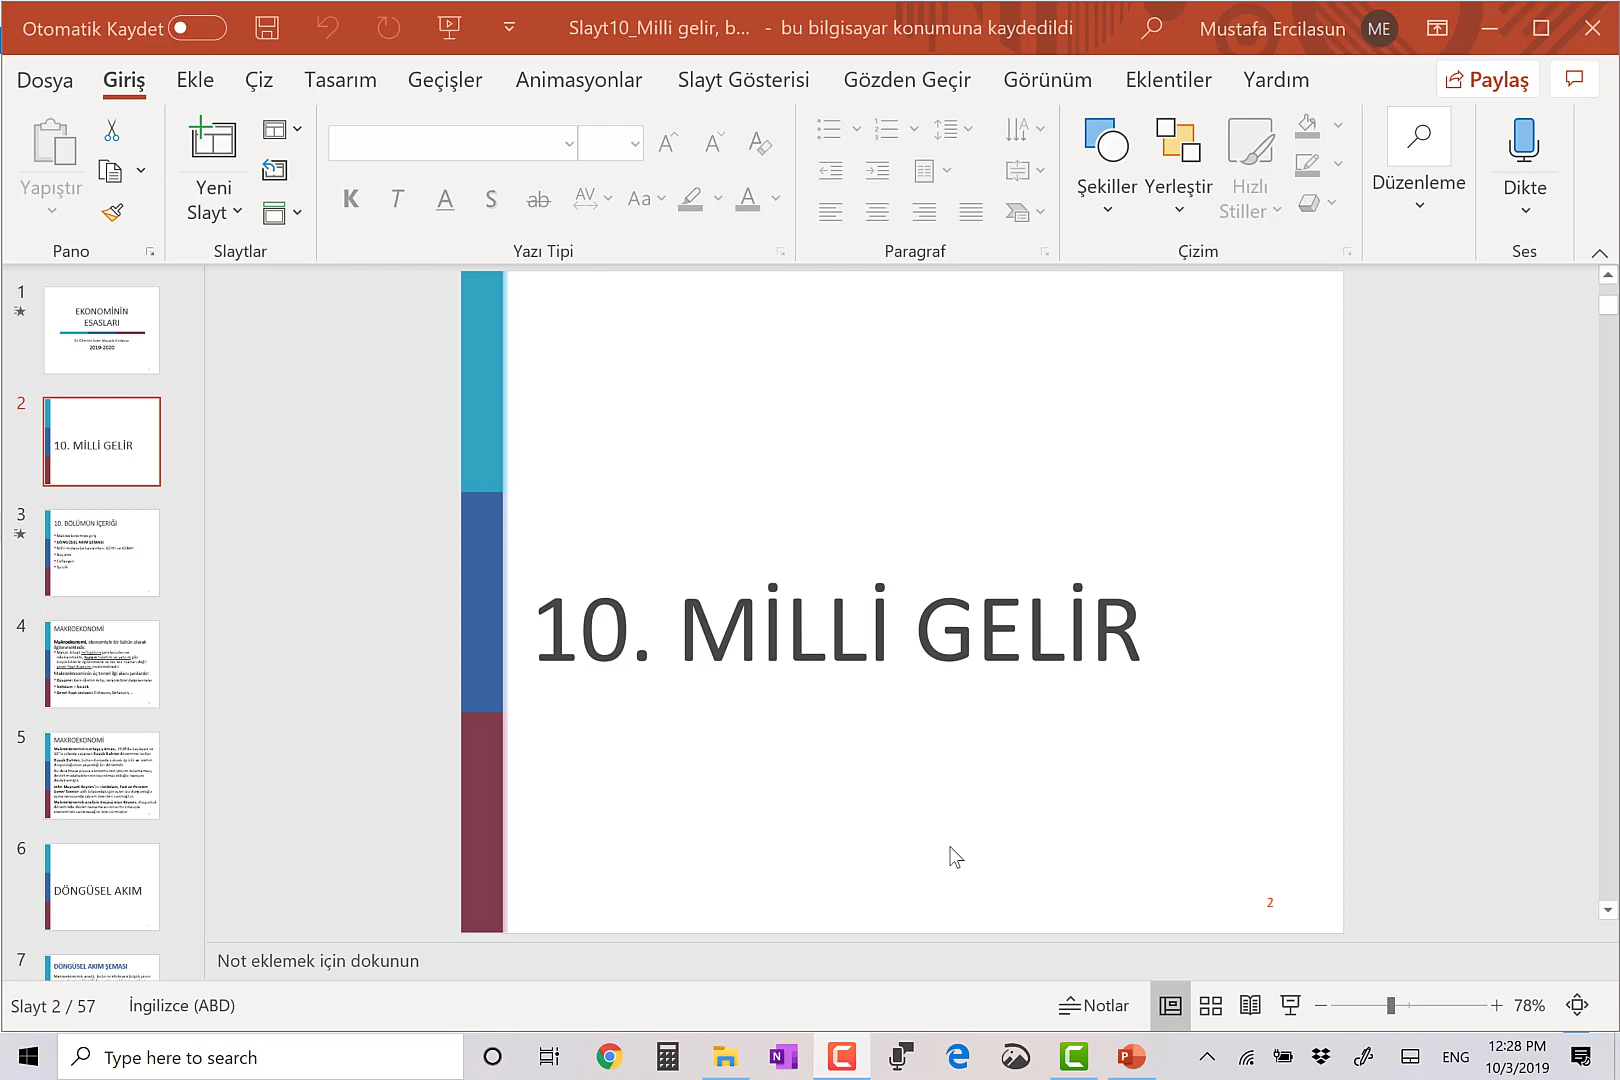 Otomatik Kaydet
Slayt10_Milli gelir, b... - bu bilgisayar konumuna kaydedildi
Mustafa Ercilasun
ME
Dosya Giriş Ekle Çiz Tasarım Geçişler Animasyonlar Slayt Gösterisi Gözden Geçir Görünüm Eklentiler Yardım
Paylaş
Yapıştır
Pano
Yeni
Slayt
Slaytlar
K T A S ab AV Aa A
Yazı Tipi
Paragraf
Şekiller Yerleştir Hızlı
Stiller
Çizim
Düzenleme
Dikte
Ses
1
EKONOMİNİN
ESASLARI
2019-2020
2
10. MİLLİ GELİR
3
10. BÖLÜMÜN İÇERİĞİ
4
MAKROEKONOMİ
5
MAKROEKONOMİ
6
DÖNGÜSEL AKIM
7
DÖNGÜSEL AKIM ŞEMASI
10. MİLLİ GELİR
2
Not eklemek için dokunun
Slayt 2 / 57 İngilizce (ABD)
Notlar
78%
Type here to search
ENG
12:28 PM
10/3/2019